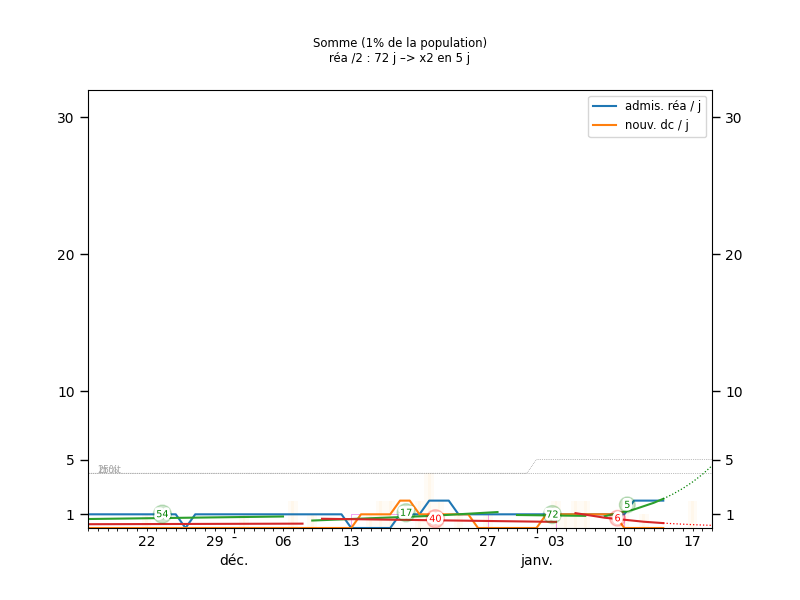 Somme (1% de la population)
réa /2 : 72 j –> x2 en 5 j
admis. réa / j
nouv. dc / j
30 30
20 20
10 10
5 5
1 1
54 17 40 72 6 5
22 29 - 06 13 20 27 - 03 10 17
déc. janv.